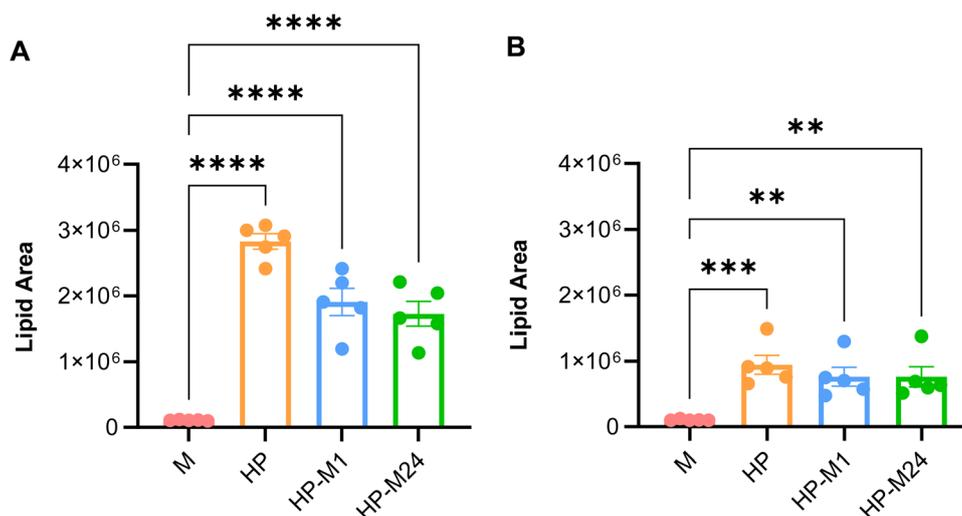 A
****
****
****
4×10⁶
3×10⁶
2×10⁶
1×10⁶
0
Lipid Area
M
HP
HP-M1
HP-M24
B
**
**
***
4×10⁶
3×10⁶
2×10⁶
1×10⁶
0
Lipid Area
M
HP
HP-M1
HP-M24